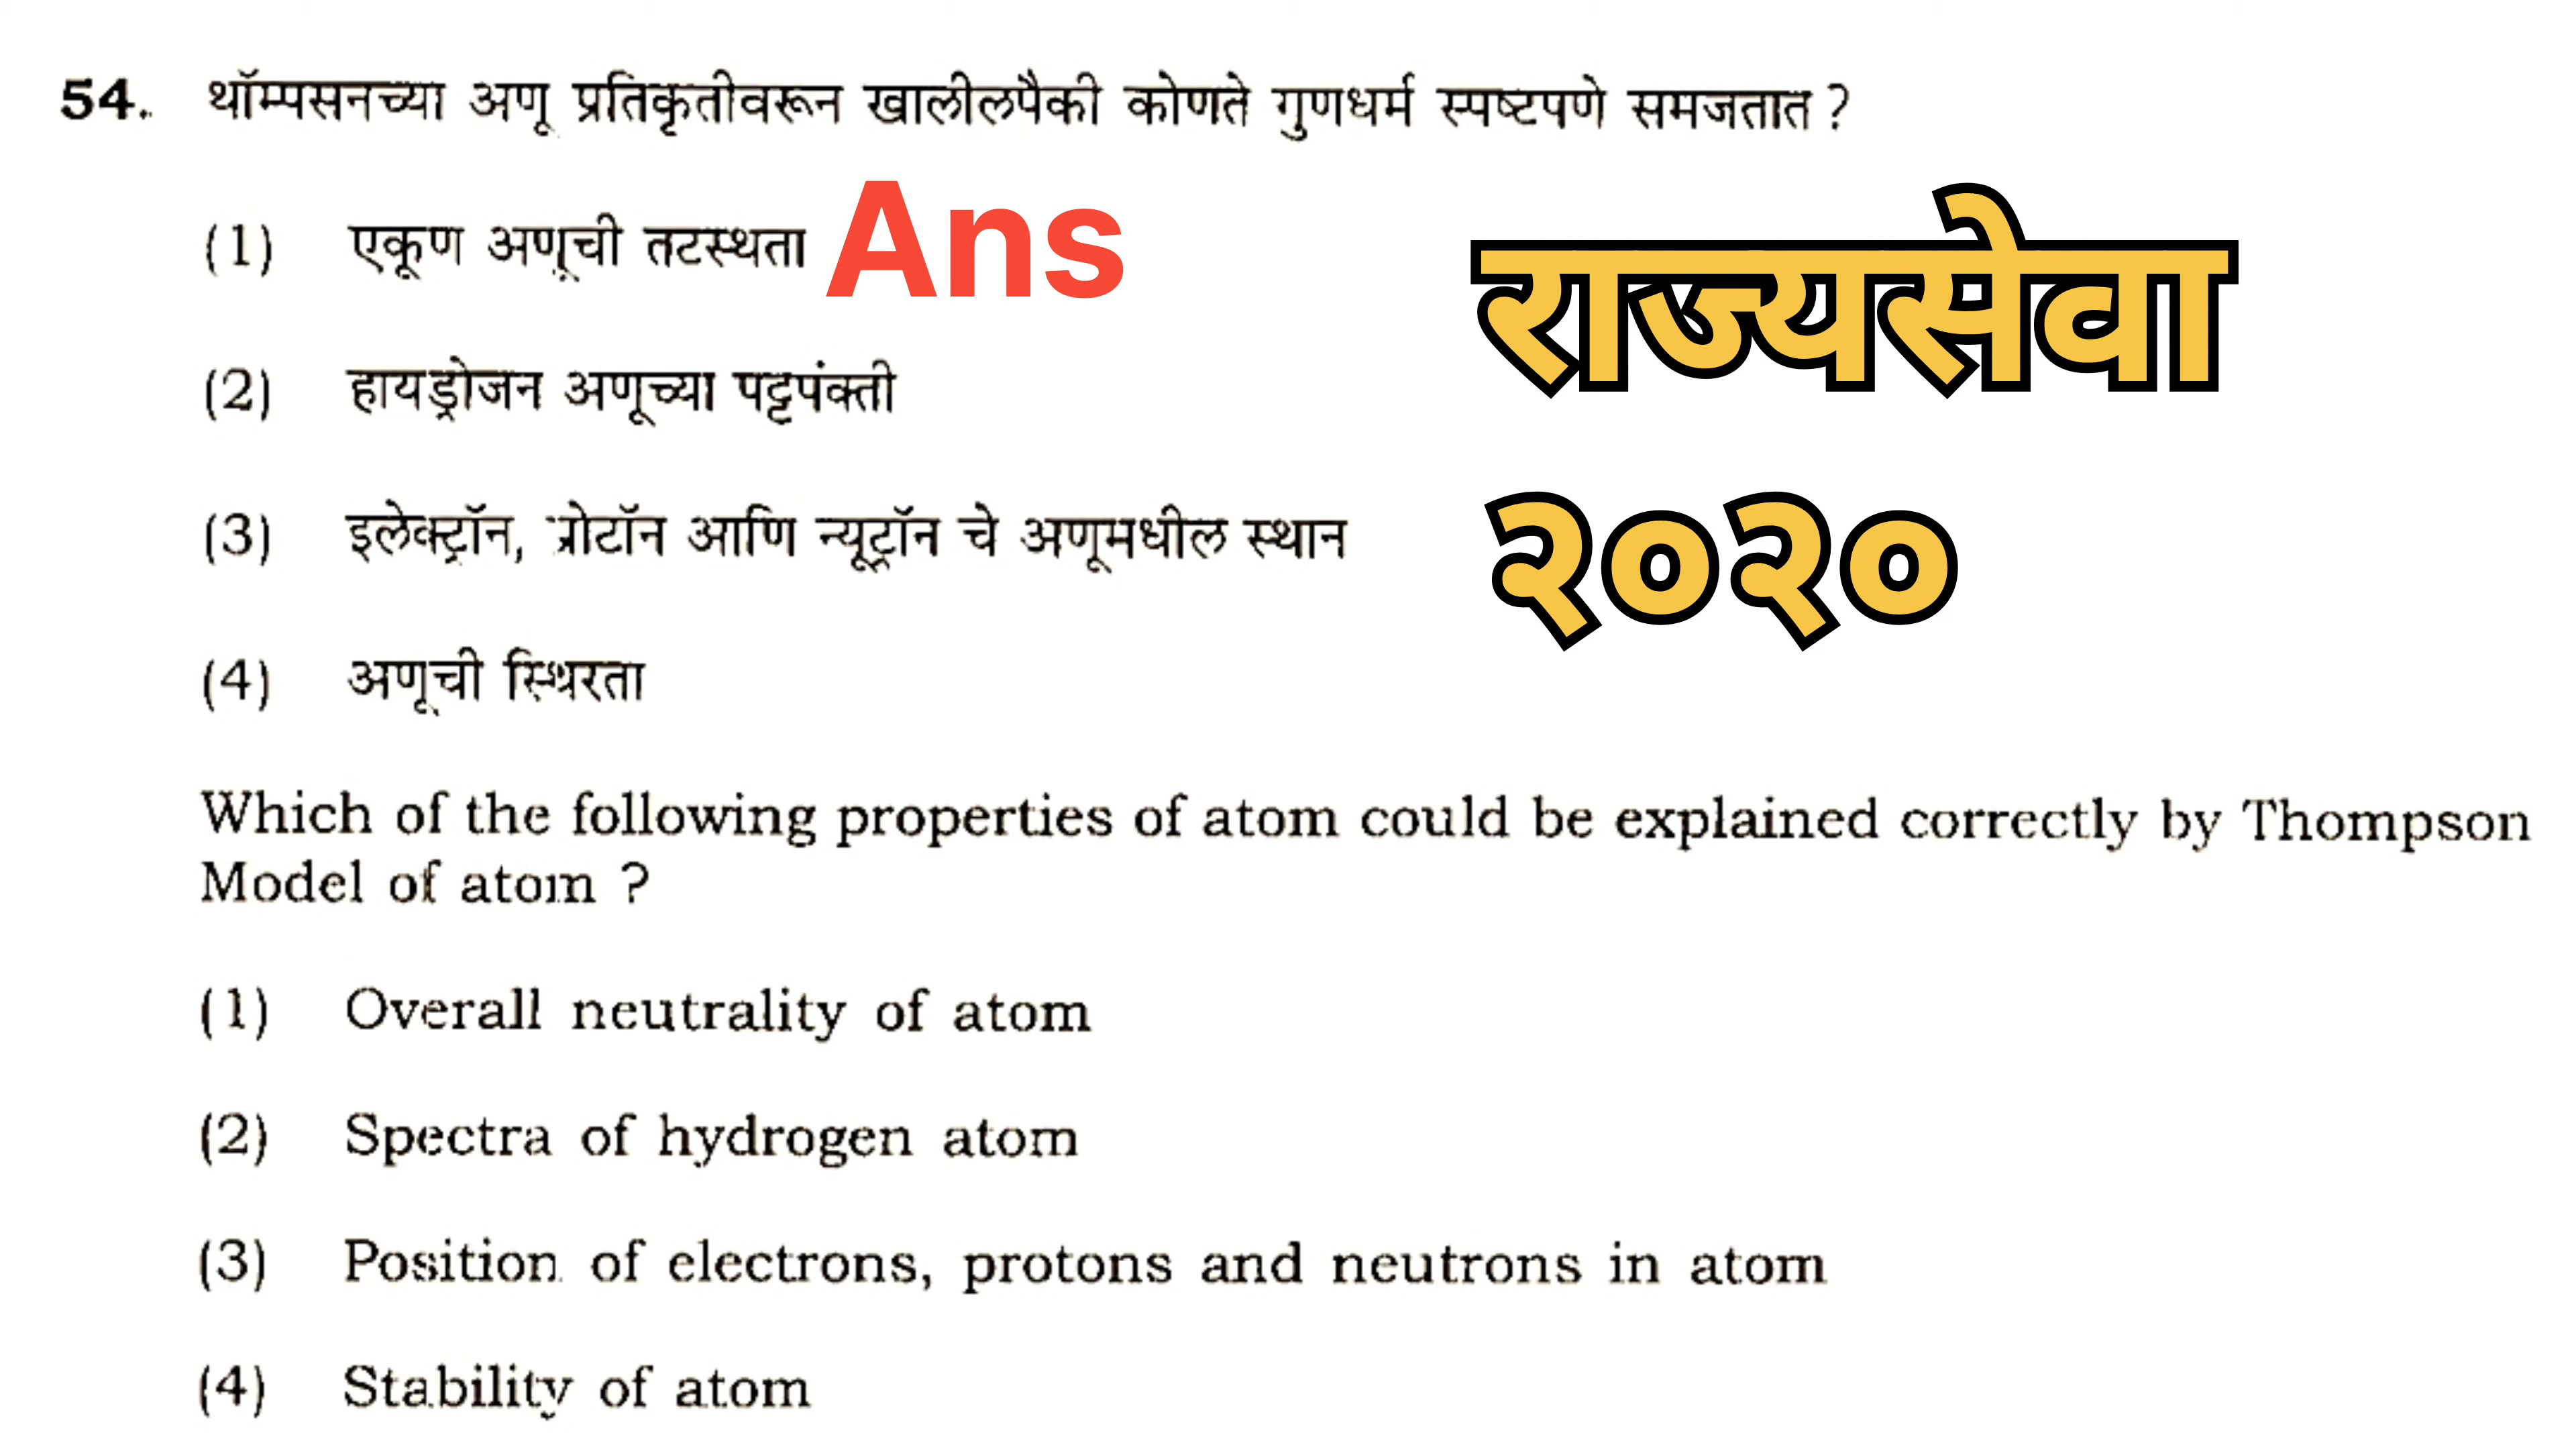 54. थॉम्पसनच्या अणू प्रतिकृतीवरून खालीलपैकी कोणते गुणधर्म स्पष्टपणे समजतात ?
(1) एकूण अणूची तटस्थता Ans
(2) हायड्रोजन अणूच्या पट्टपंक्ती
(3) इलेक्ट्रॉन, प्रोटॉन आणि न्यूट्रॉन चे अणूमधील स्थान
(4) अणूची स्थिरता
राज्यसेवा
२०२०
Which of the following properties of atom could be explained correctly by Thompson
Model of atom ?
(1) Overall neutrality of atom
(2) Spectra of hydrogen atom
(3) Position of electrons, protons and neutrons in atom
(4) Stability of atom